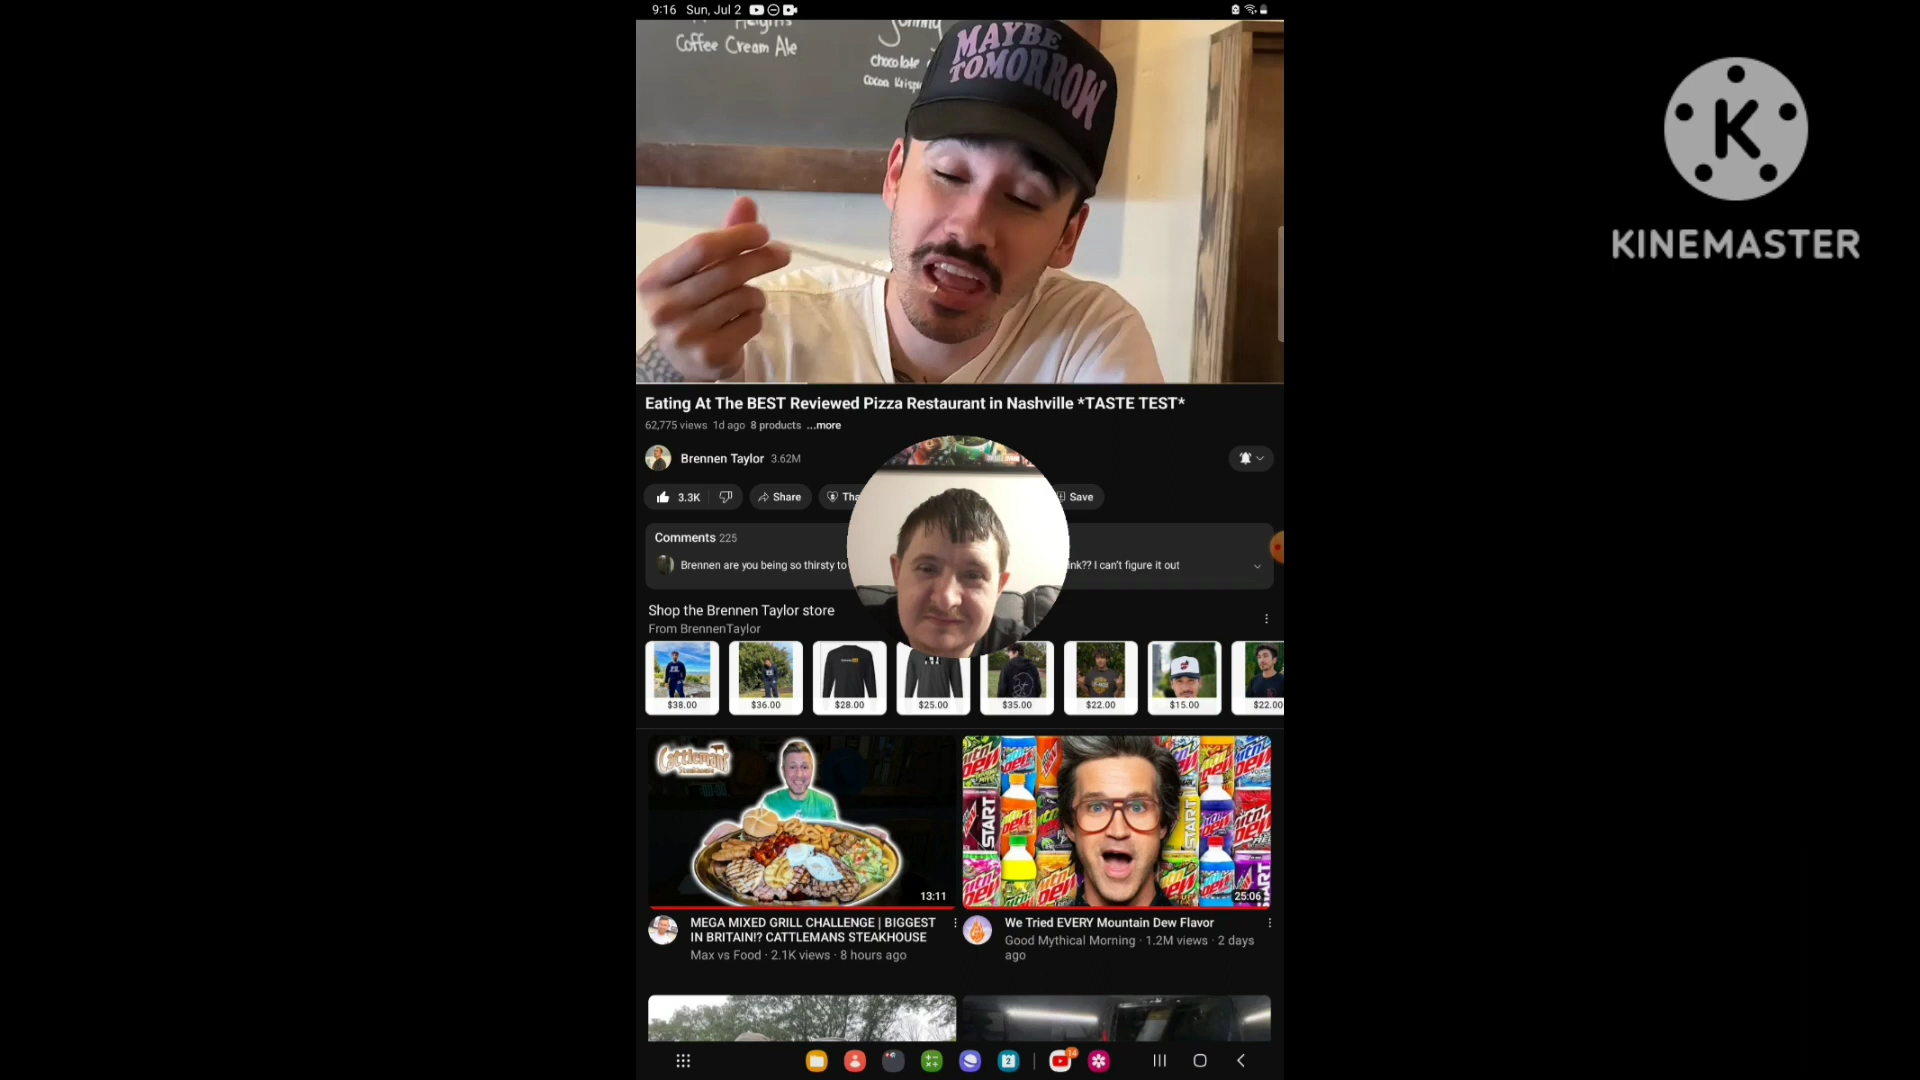 9:16 Sun, Jul 2
Coffee Cream Ale
chocolate
MAYBE
TOMORROW
KINEMASTER
Eating At The BEST Reviewed Pizza Restaurant in Nashville *TASTE TEST*
62,775 views 1d ago 8 products ...more
Brennen Taylor 3.62M
3.3K
Share
Save
Comments 225
Brennen are you being so thirsty to
I can't figure it out
Shop the Brennen Taylor store
From BrennenTaylor
$38.00
$36.00
$28.00
$25.00
$35.00
$22.00
$15.00
$22.00
Cattlemans
START
START
13:11
25:06
MEGA MIXED GRILL CHALLENGE | BIGGEST
IN BRITAIN!? CATTLEMANS STEAKHOUSE
Max vs Food · 2.1K views · 8 hours ago
We Tried EVERY Mountain Dew Flavor
Good Mythical Morning · 1.2M views · 2 days
ago
2
14